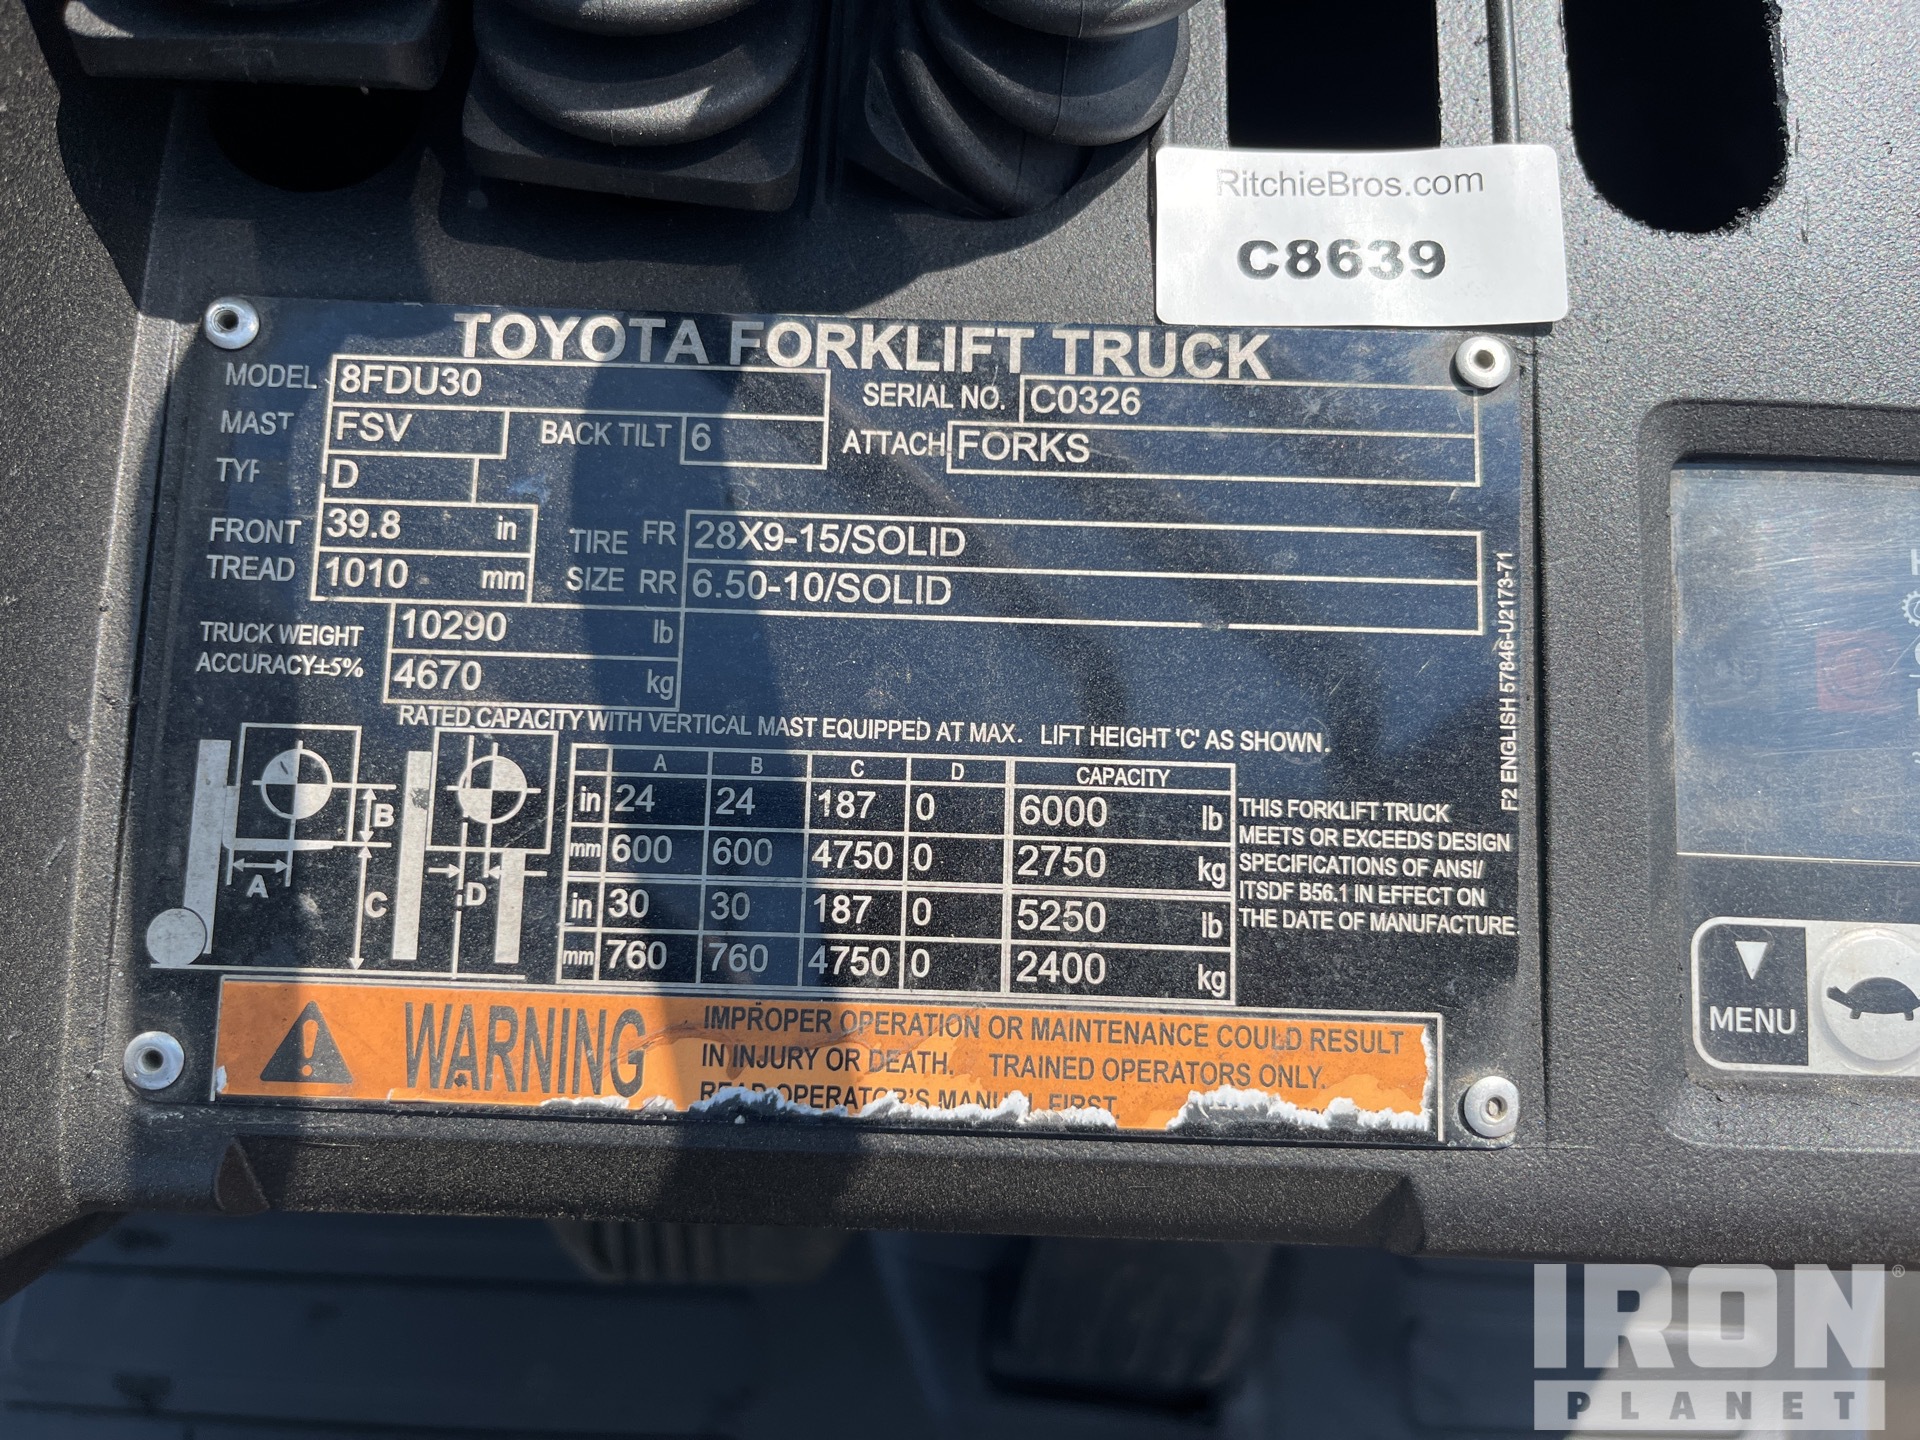 RitchieBros.com
C8639
TOYOTA FORKLIFT TRUCK
MODEL 8FDU30 SERIAL NO. C0326
MAST FSV BACK TILT 6 ATTACH FORKS
D
FRONT TREAD 39.8 in TIRE SIZE FR 28X9-15/SOLID
1010 mm RR 6.50-10/SOLID
TRUCK WEIGHT 10290 lb
ACCURACY±5% 4670 kg
RATED CAPACITY WITH VERTICAL MAST EQUIPPED AT MAX. LIFT HEIGHT 'C' AS SHOWN.
A B C D CAPACITY
in 24 24 187 0 6000 lb
mm 600 600 4750 0 2750 kg
in 30 30 187 0 5250 lb
mm 760 760 4750 0 2400 kg
A B C D
THIS FORKLIFT TRUCK
MEETS OR EXCEEDS DESIGN
SPECIFICATIONS OF ANSI/
ITSDF B56.1 IN EFFECT ON
THE DATE OF MANUFACTURE.
F2 ENGLISH 57846-U2173-71
WARNING
IMPROPER OPERATION OR MAINTENANCE COULD RESULT
IN INJURY OR DEATH. TRAINED OPERATORS ONLY.
READ OPERATOR'S MANUAL FIRST.
MENU
IRON
PLANET